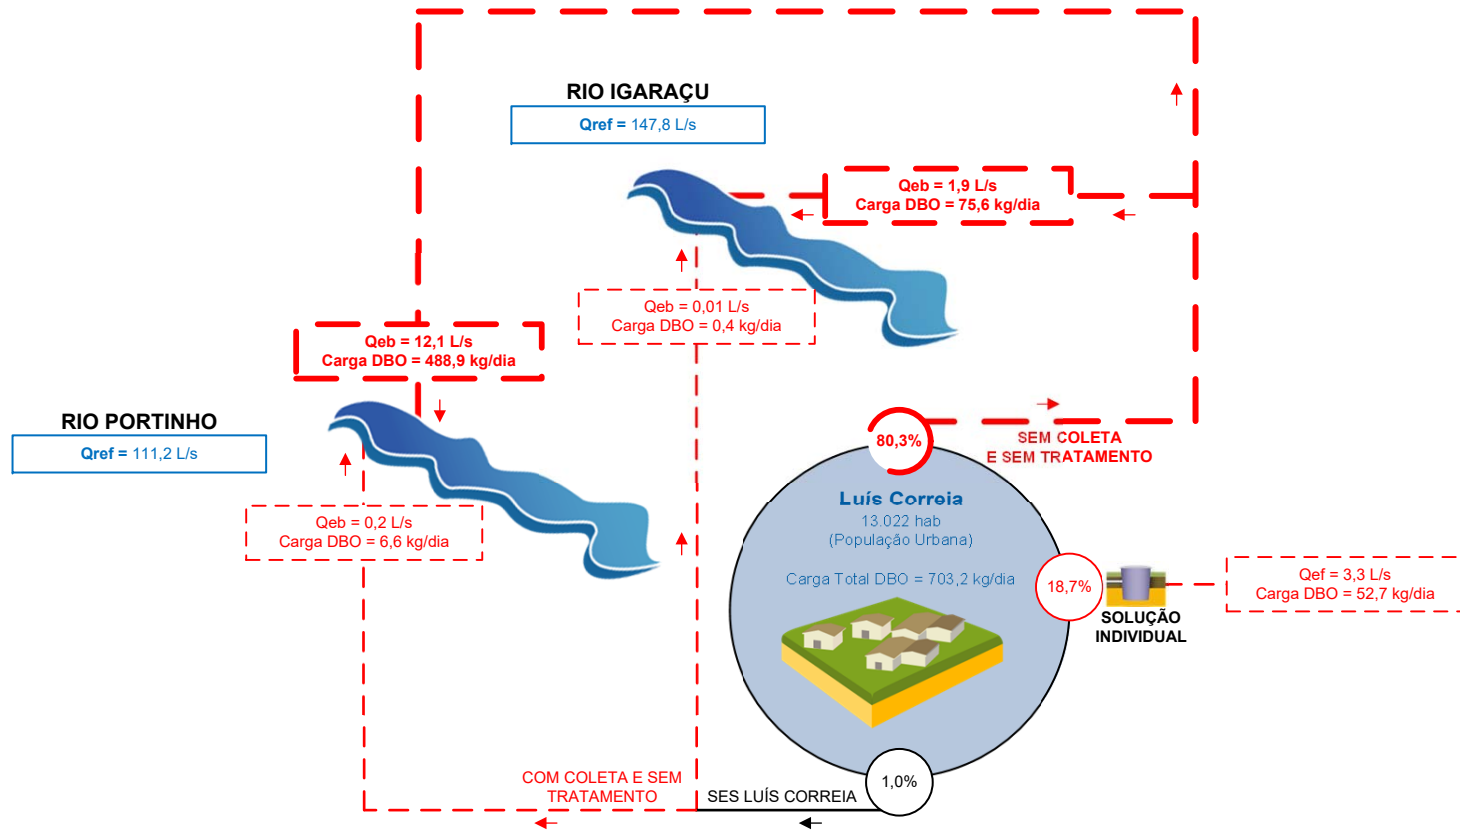 RIO IGARAÇU
Qref = 147,8 L/s
Qeb = 1,9 L/s
Carga DBO = 75,6 kg/dia
Qeb = 0,01 L/s
Carga DBO = 0,4 kg/dia
Qeb = 12,1 L/s
Carga DBO = 488,9 kg/dia
RIO PORTINHO
Qref = 111,2 L/s
Qeb = 0,2 L/s
Carga DBO = 6,6 kg/dia
80,3%
SEM COLETA
E SEM TRATAMENTO
Luís Correia
13.022 hab
(População Urbana)
Carga Total DBO = 703,2 kg/dia
18,7%
SOLUÇÃO
INDIVIDUAL
Qef = 3,3 L/s
Carga DBO = 52,7 kg/dia
COM COLETA E SEM
TRATAMENTO
SES LUÍS CORREIA
1,0%